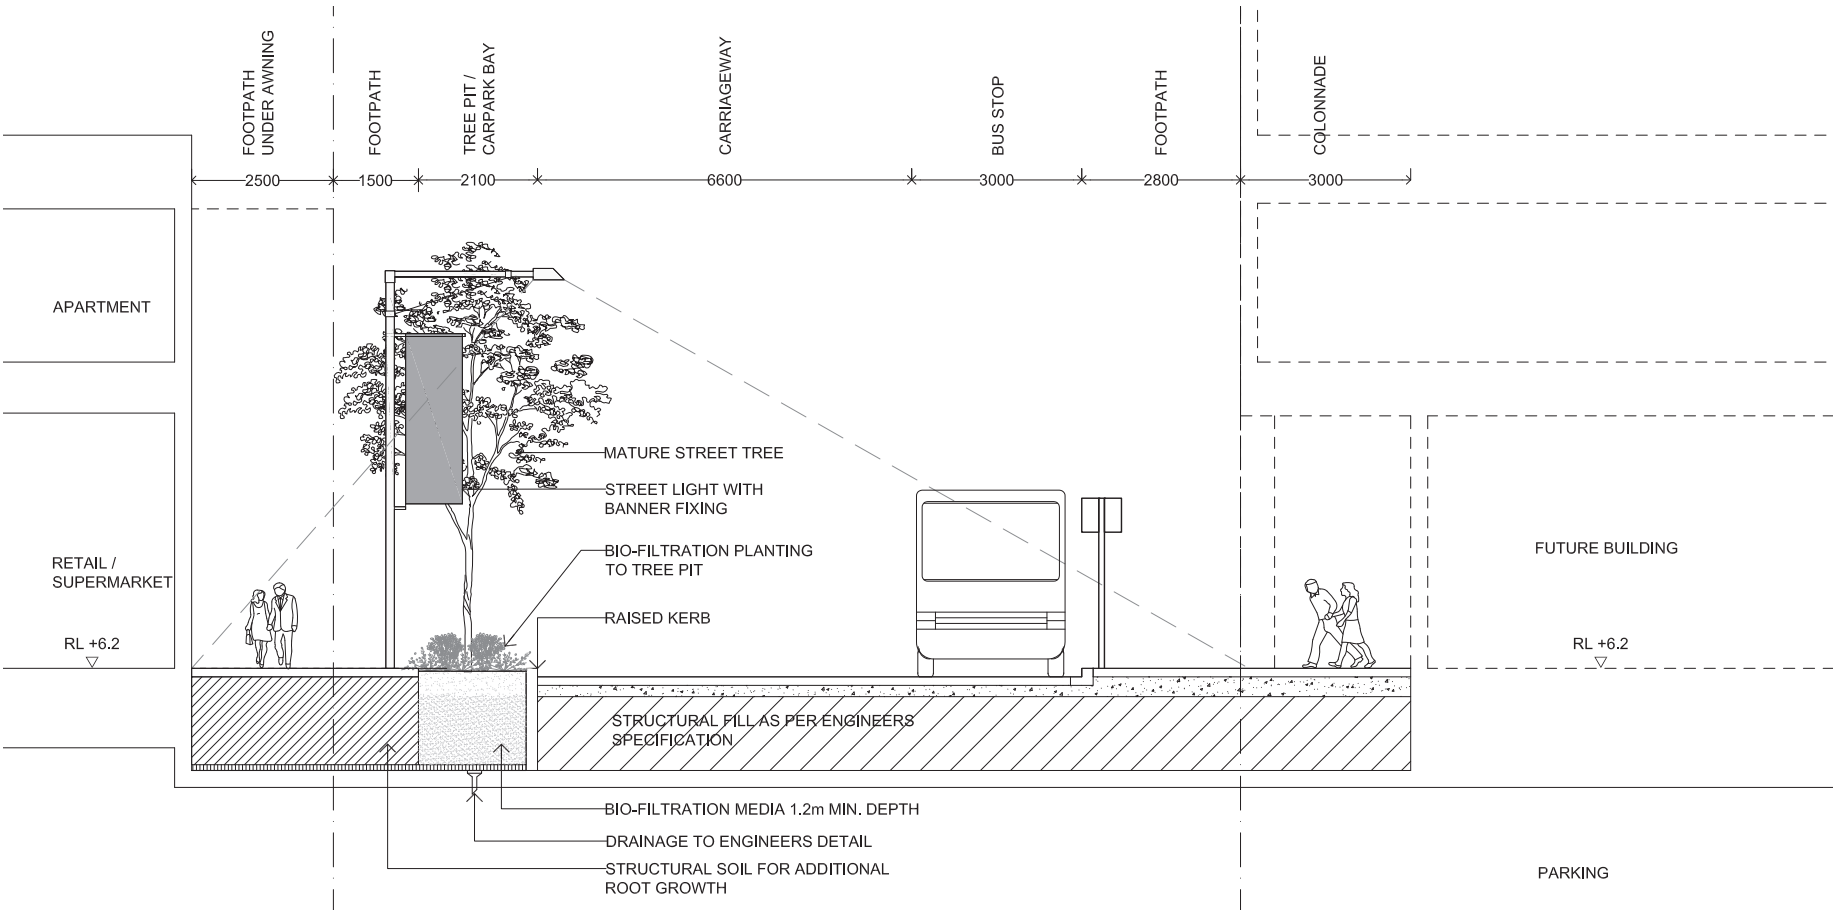 FOOTPATH
UNDER AWNING
FOOTPATH
TREE PIT /
CARPARK BAY
CARRIAGEWAY
BUS STOP
FOOTPATH
COLONNADE
2500
1500
2100
6600
3000
2800
3000
APARTMENT
MATURE STREET TREE
STREET LIGHT WITH
BANNER FIXING
BIO-FILTRATION PLANTING
TO TREE PIT
RAISED KERB
RETAIL /
SUPERMARKET
RL +6.2
FUTURE BUILDING
RL +6.2
STRUCTURAL FILL AS PER ENGINEERS
SPECIFICATION
BIO-FILTRATION MEDIA 1.2m MIN. DEPTH
DRAINAGE TO ENGINEERS DETAIL
STRUCTURAL SOIL FOR ADDITIONAL
ROOT GROWTH
PARKING